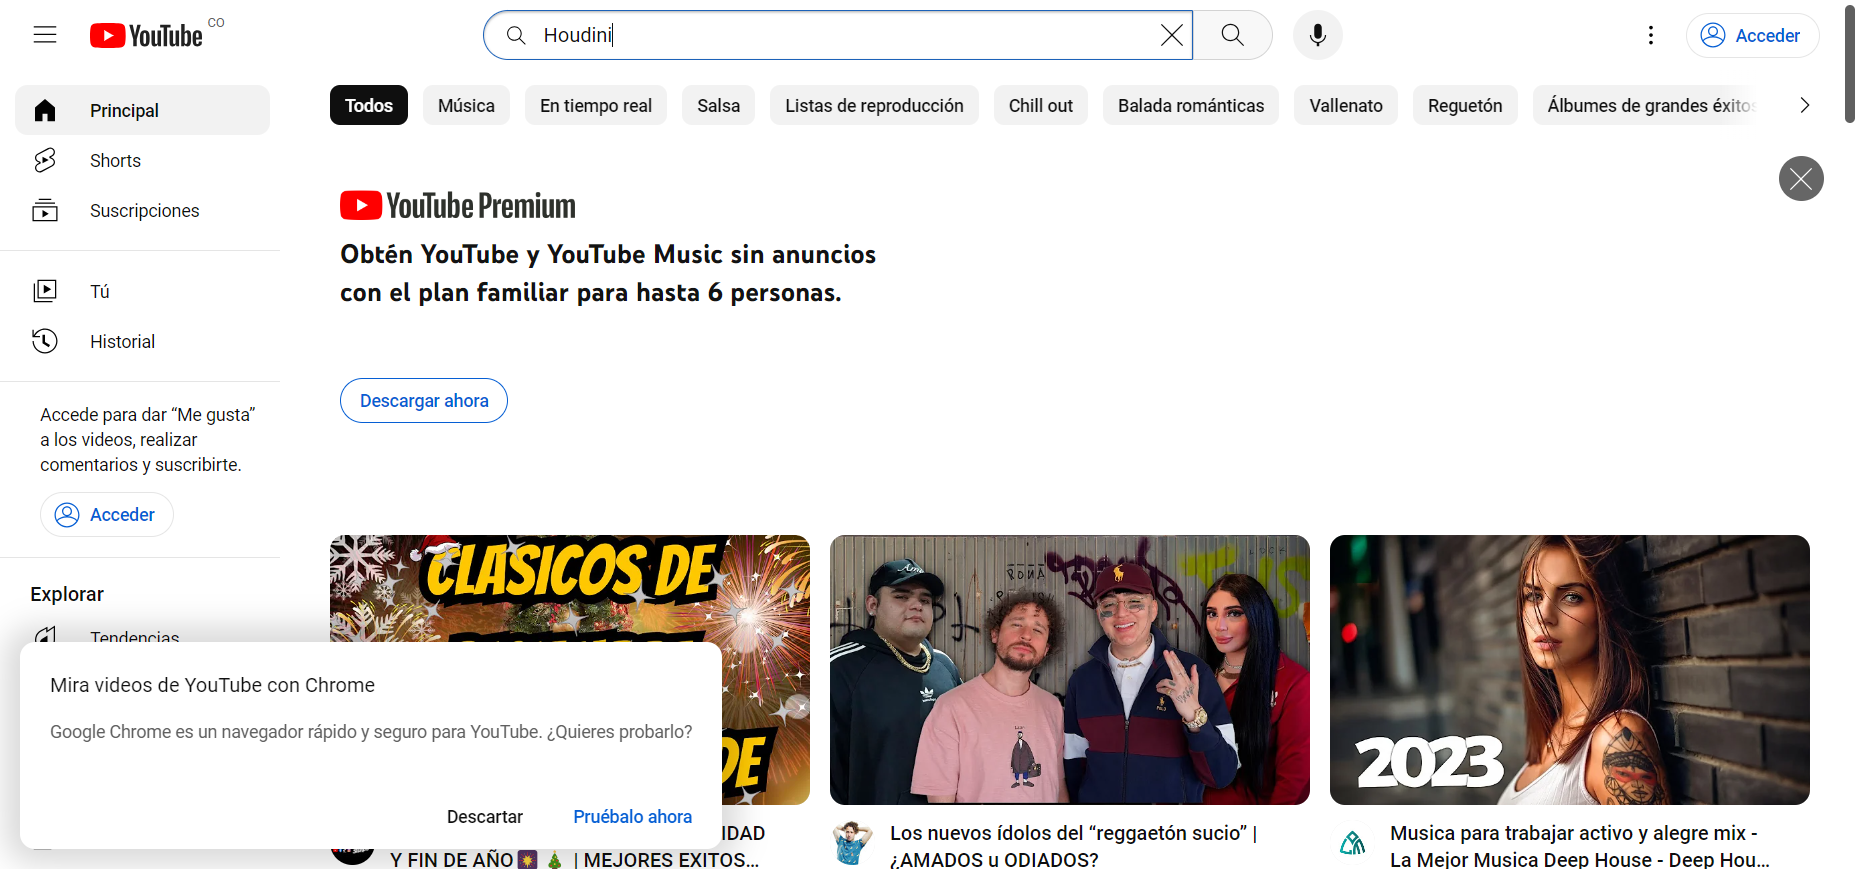 YouTube CO
Houdini
Acceder
Principal
Shorts
Suscripciones
Tú
Historial
Accede para dar “Me gusta”
a los videos, realizar
comentarios y suscribirte.
Acceder
Explorar
Tendencias
Todos
Música
En tiempo real
Salsa
Listas de reproducción
Chill out
Balada románticas
Vallenato
Reguetón
Álbumes de grandes éxitos
YouTube Premium
Obtén YouTube y YouTube Music sin anuncios
con el plan familiar para hasta 6 personas.
Descargar ahora
CLASICOS DE
DE
IDAD
Y FIN DE AÑO🎆 🎄 | MEJORES EXITOS...
ROMA
2023
Los nuevos ídolos del “reggaetón sucio” |
¿AMADOS u ODIADOS?
Musica para trabajar activo y alegre mix -
La Mejor Musica Deep House - Deep Hou...
Mira videos de YouTube con Chrome
Google Chrome es un navegador rápido y seguro para YouTube. ¿Quieres probarlo?
Descartar
Pruébalo ahora